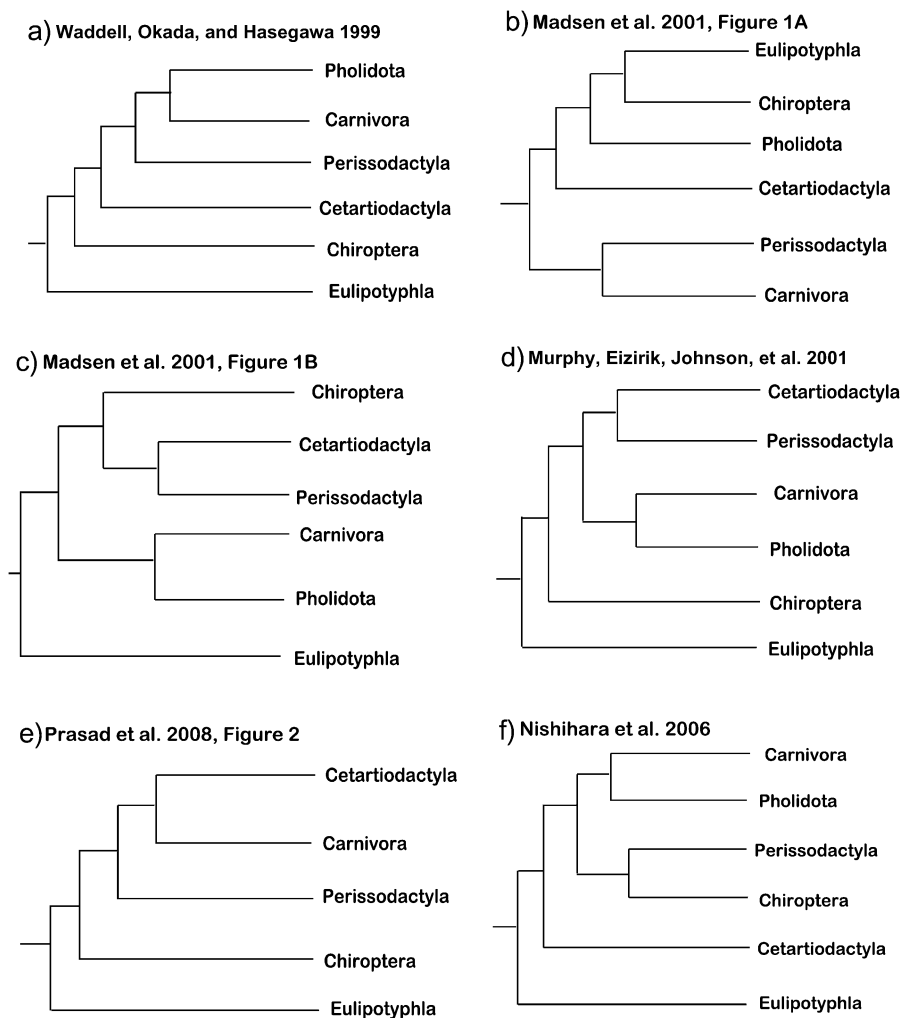 a) Waddell, Okada, and Hasegawa 1999
Pholidota
Carnivora
Perissodactyla
Cetartiodactyla
Chiroptera
Eulipotyphla
b) Madsen et al. 2001, Figure 1A
Eulipotyphla
Chiroptera
Pholidota
Cetartiodactyla
Perissodactyla
Carnivora
c) Madsen et al. 2001, Figure 1B
Chiroptera
Cetartiodactyla
Perissodactyla
Carnivora
Pholidota
Eulipotyphla
d) Murphy, Eizirik, Johnson, et al. 2001
Cetartiodactyla
Perissodactyla
Carnivora
Pholidota
Chiroptera
Eulipotyphla
e) Prasad et al. 2008, Figure 2
Cetartiodactyla
Carnivora
Perissodactyla
Chiroptera
Eulipotyphla
f) Nishihara et al. 2006
Carnivora
Pholidota
Perissodactyla
Chiroptera
Cetartiodactyla
Eulipotyphla